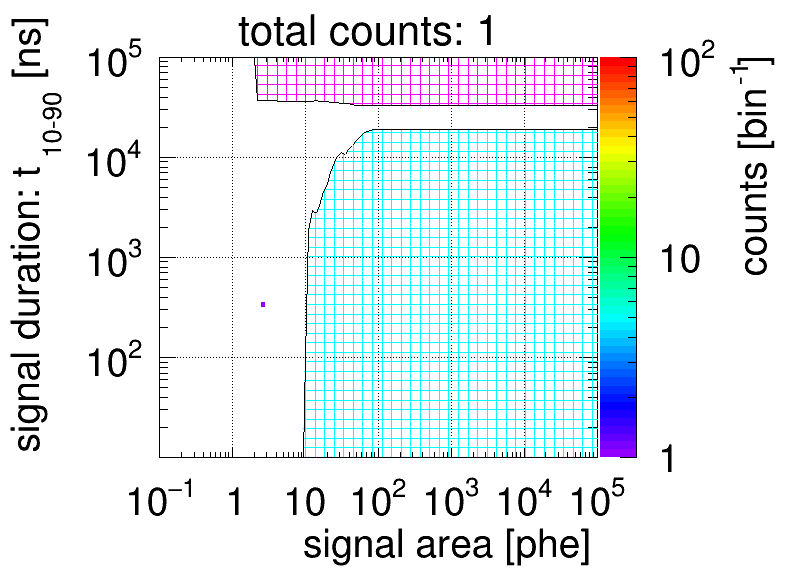 total counts: 1
signal duration: t 10-90 [ns]
10^5
10^4
10^3
10^2
10^−1 1 10 10^2 10^3 10^4 10^5
signal area [phe]
10^2
10
1
counts [bin^-1]